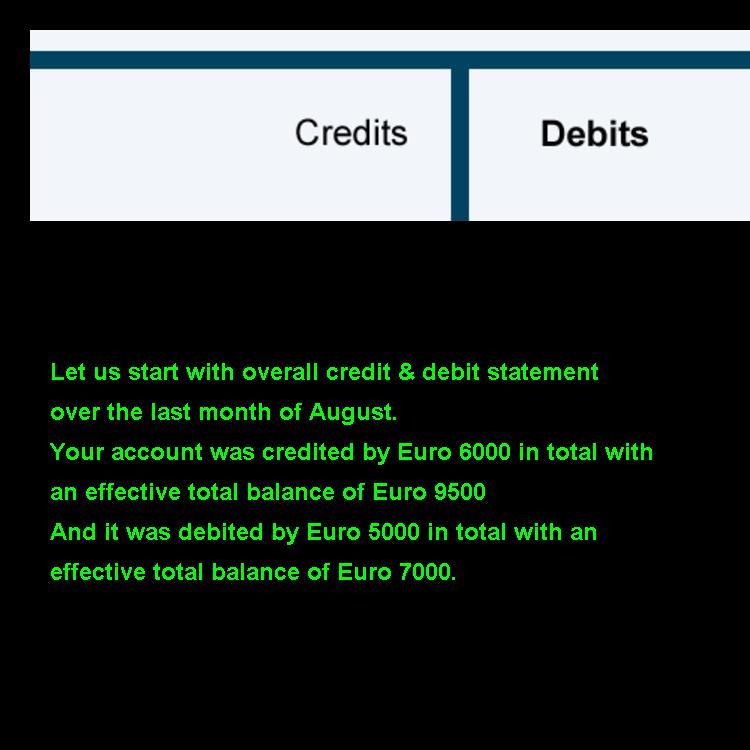 Credits Debits
Let us start with overall credit & debit statement
over the last month of August.
Your account was credited by Euro 6000 in total with
an effective total balance of Euro 9500
And it was debited by Euro 5000 in total with an
effective total balance of Euro 7000.